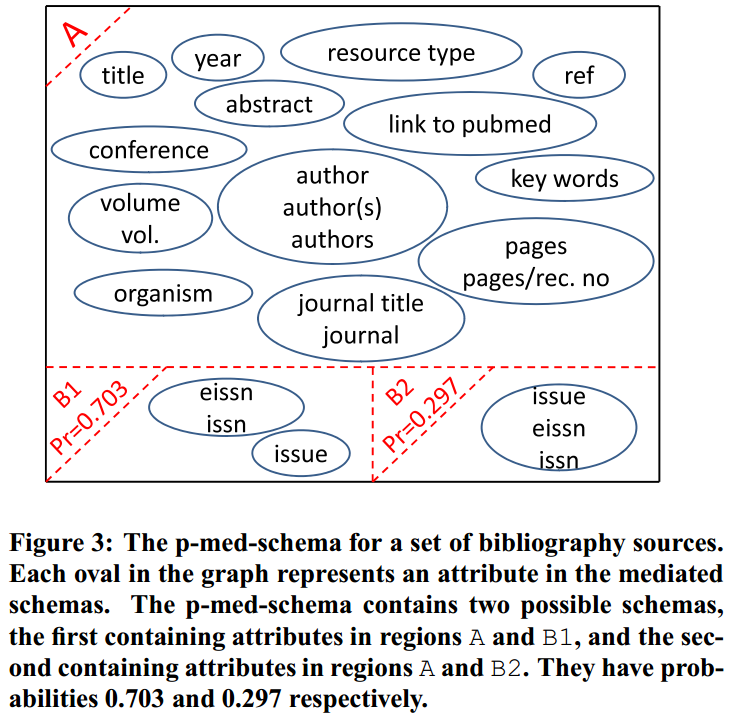 A
title
year
resource type
ref
abstract
link to pubmed
conference
key words
author
author(s)
authors
volume
vol.
pages
pages/rec. no
organism
journal title
journal
B1
Pr=0.703
eissn
issn
issue
B2
Pr=0.297
issue
eissn
issn
Figure 3: The p-med-schema for a set of bibliography sources.
Each oval in the graph represents an attribute in the mediated
schemas. The p-med-schema contains two possible schemas,
the first containing attributes in regions A and B1, and the sec-
ond containing attributes in regions A and B2. They have prob-
abilities 0.703 and 0.297 respectively.